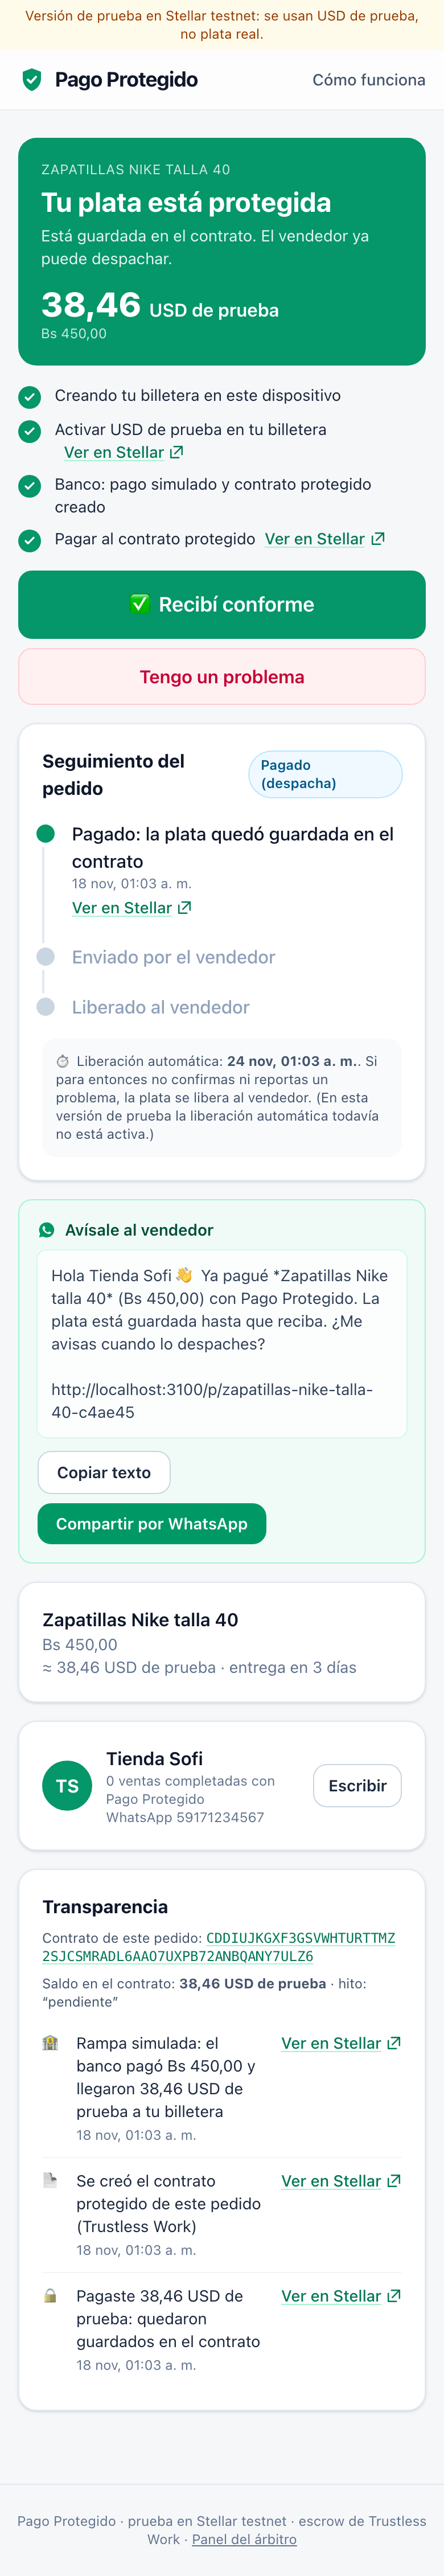 Versión de prueba en Stellar testnet: se usan USD de prueba,
no plata real.
Pago Protegido
Cómo funciona
ZAPATILLAS NIKE TALLA 40
Tu plata está protegida
Está guardada en el contrato. El vendedor ya
puede despachar.
38,46 USD de prueba
Bs 450,00
Creando tu billetera en este dispositivo
Activar USD de prueba en tu billetera
Ver en Stellar
Banco: pago simulado y contrato protegido
creado
Pagar al contrato protegido Ver en Stellar
✅ Recibí conforme
Tengo un problema
Seguimiento del
pedido
Pagado
(despacha)
Pagado: la plata quedó guardada en el
contrato
18 nov, 01:03 a. m.
Ver en Stellar
Enviado por el vendedor
Liberado al vendedor
⏱ Liberación automática: 24 nov, 01:03 a. m.. Si
para entonces no confirmas ni reportas un
problema, la plata se libera al vendedor. (En esta
versión de prueba la liberación automática todavía
no está activa.)
Avísale al vendedor
Hola Tienda Sofi 👋 Ya pagué *Zapatillas Nike
talla 40* (Bs 450,00) con Pago Protegido. La
plata está guardada hasta que reciba. ¿Me
avisas cuando lo despaches?
http://localhost:3100/p/zapatillas-nike-talla-
40-c4ae45
Copiar texto
Compartir por WhatsApp
Zapatillas Nike talla 40
Bs 450,00
≈ 38,46 USD de prueba · entrega en 3 días
TS
Tienda Sofi
0 ventas completadas con
Pago Protegido
WhatsApp 59171234567
Escribir
Transparencia
Contrato de este pedido: CDDIUJKGXF3GSVWHTURTTMZ
2SJCSMRADL6AAO7UXPB72ANBQANY7ULZ6
Saldo en el contrato: 38,46 USD de prueba · hito:
“pendiente”
Rampa simulada: el
banco pagó Bs 450,00 y
llegaron 38,46 USD de
prueba a tu billetera
18 nov, 01:03 a. m.
Ver en Stellar
Se creó el contrato
protegido de este pedido
(Trustless Work)
18 nov, 01:03 a. m.
Ver en Stellar
Pagaste 38,46 USD de
prueba: quedaron
guardados en el contrato
18 nov, 01:03 a. m.
Ver en Stellar
Pago Protegido · prueba en Stellar testnet · escrow de Trustless
Work · Panel del árbitro